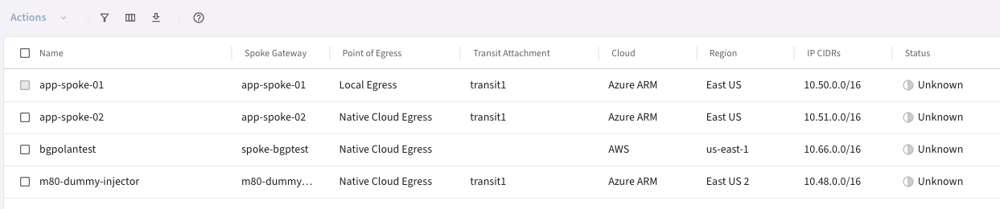 Actions
Name Spoke Gateway Point of Egress Transit Attachment Cloud Region IP CIDRs Status
app-spoke-01 app-spoke-01 Local Egress transit1 Azure ARM East US 10.50.0.0/16 Unknown
app-spoke-02 app-spoke-02 Native Cloud Egress transit1 Azure ARM East US 10.51.0.0/16 Unknown
bgpolantest spoke-bgptest Native Cloud Egress AWS us-east-1 10.66.0.0/16 Unknown
m80-dummy-injector m80-dummy... Native Cloud Egress transit1 Azure ARM East US 2 10.48.0.0/16 Unknown